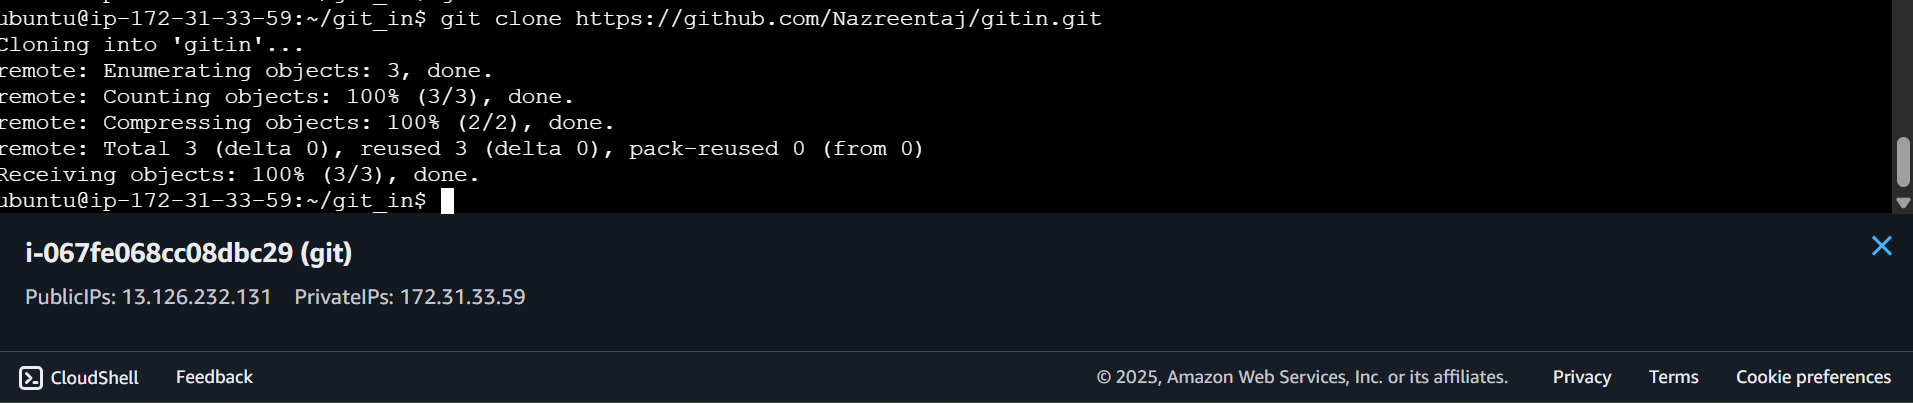 ubuntu@ip-172-31-33-59:~/git_in$ git clone https://github.com/Nazreentaj/gitin.git
Cloning into 'gitin'...
remote: Enumerating objects: 3, done.
remote: Counting objects: 100% (3/3), done.
remote: Compressing objects: 100% (2/2), done.
remote: Total 3 (delta 0), reused 3 (delta 0), pack-reused 0 (from 0)
Receiving objects: 100% (3/3), done.
ubuntu@ip-172-31-33-59:~/git_in$
i-067fe068cc08dbc29 (git)
PublicIPs: 13.126.232.131 PrivateIPs: 172.31.33.59
CloudShell Feedback © 2025, Amazon Web Services, Inc. or its affiliates. Privacy Terms Cookie preferences